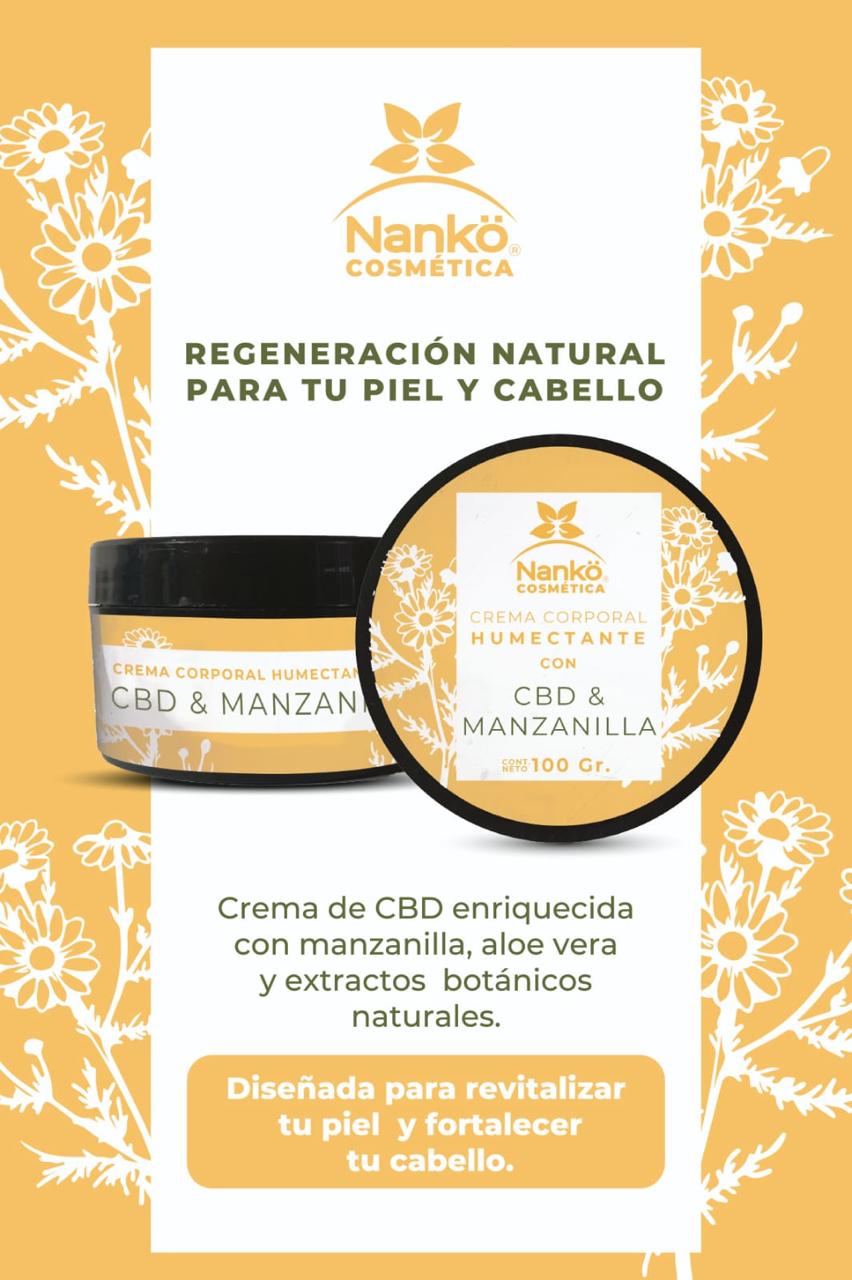 Nankö®
COSMÉTICA
REGENERACIÓN NATURAL
PARA TU PIEL Y CABELLO
CREMA CORPORAL HUMECTAN
CBD & MANZANI
Nankö®
COSMÉTICA
CREMA CORPORAL
HUMECTANTE
CON
CBD &
MANZANILLA
CONT. NETO 100 Gr.
Crema de CBD enriquecida
con manzanilla, aloe vera
y extractos botánicos
naturales.
Diseñada para revitalizar
tu piel y fortalecer
tu cabello.